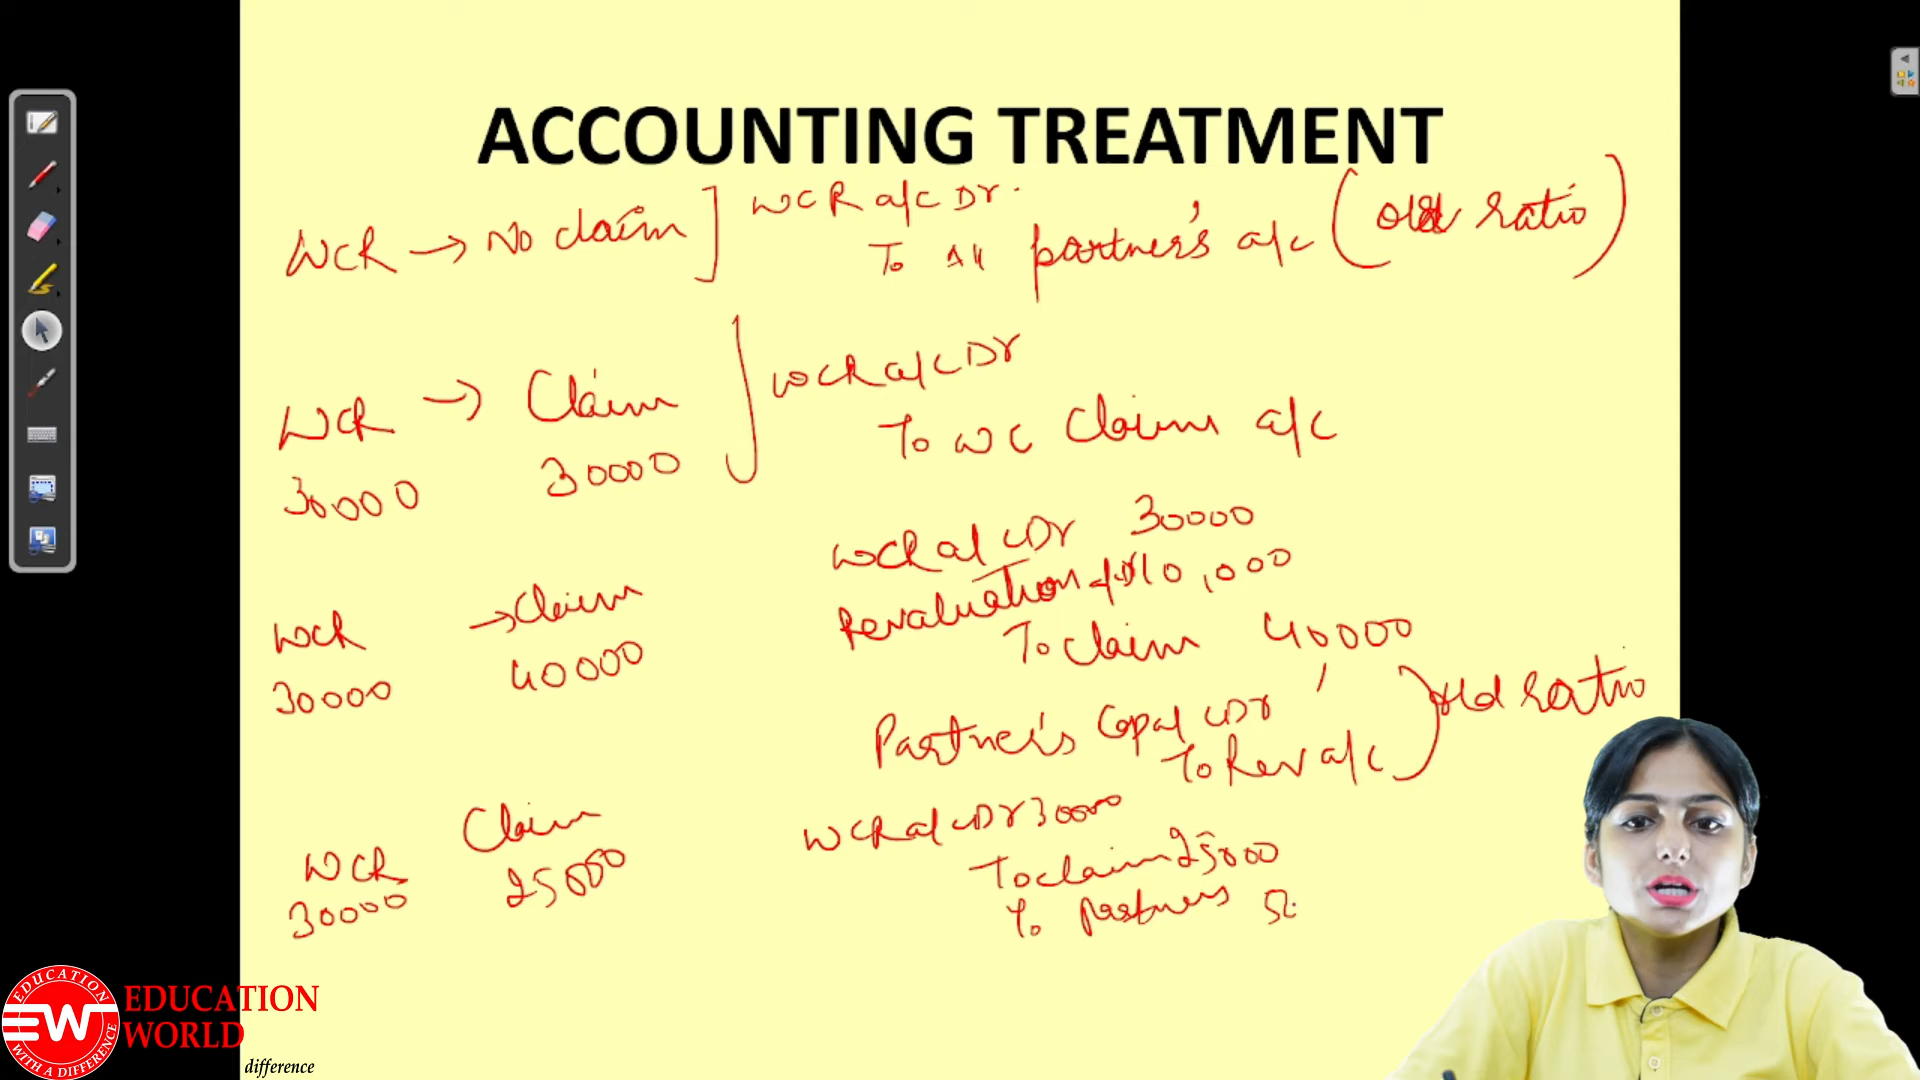 ACCOUNTING TREATMENT
WCR → No claim ] WCR a/c Dr.
To All partner's a/c (old ratio)
WCR → Claim
30000 30000
WCR a/c Dr
To WC Claim a/c
WCR → Claim
30000 40000
WCR a/c Dr 30000
Revaluation a/c Dr 10,000
To Claim 40000
Partner's Cap a/c Dr
To Rev a/c
old ratio
WCR Claim
30000 25000
WCR a/c Dr 30000
To claim 25000
To partners
EDUCATION WORLD
WITH A DIFFERENCE
EW
EDUCATION
WORLD
difference